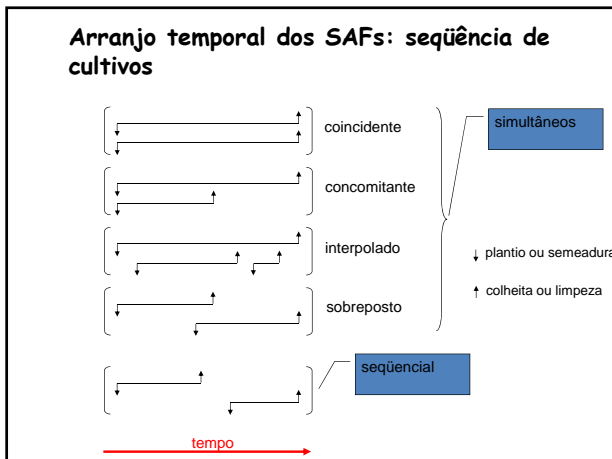 Arranjo temporal dos SAFs: seqüência de
cultivos
coincidente
simultâneos
concomitante
interpolado
↓ plantio ou semeadura
↑ colheita ou limpeza
sobreposto
seqüencial
tempo